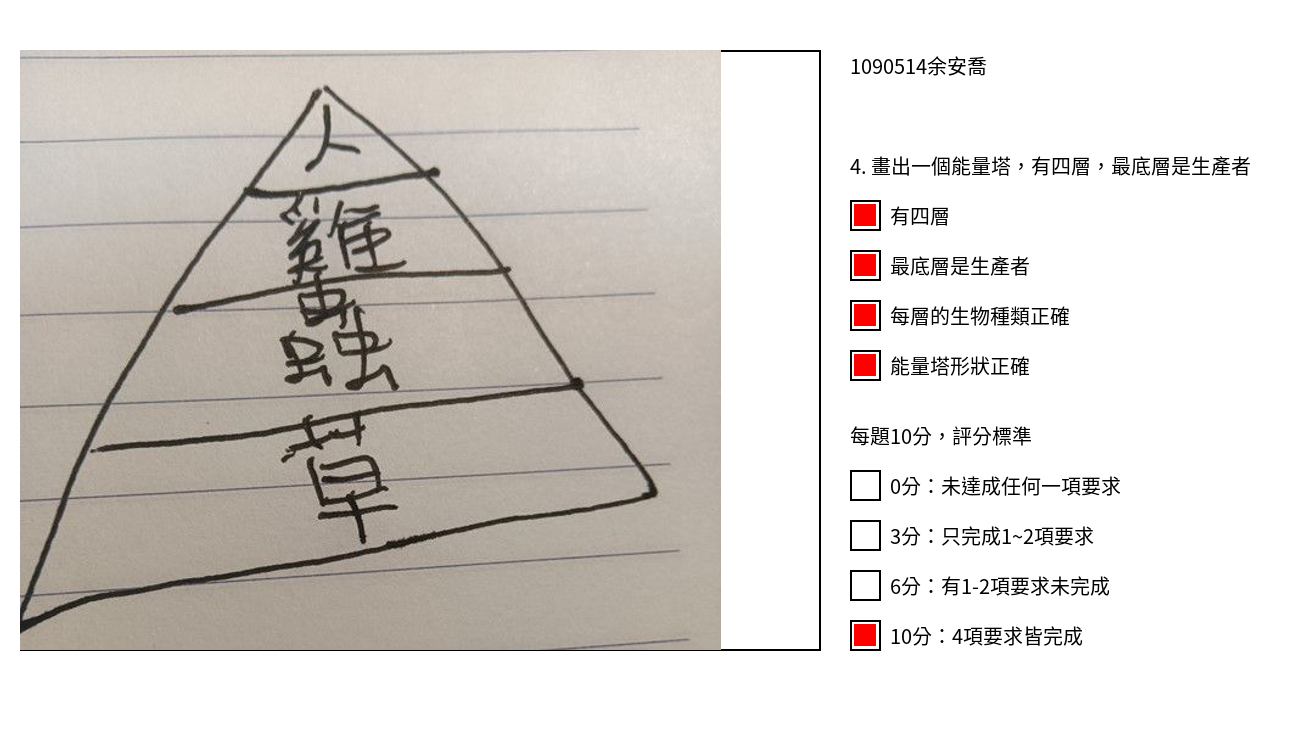 人
雞
蟲
草
1090514余安喬
4. 畫出一個能量塔，有四層，最底層是生產者
有四層
最底層是生產者
每層的生物種類正確
能量塔形狀正確
每題10分，評分標準
0分：未達成任何一項要求
3分：只完成1~2項要求
6分：有1-2項要求未完成
10分：4項要求皆完成